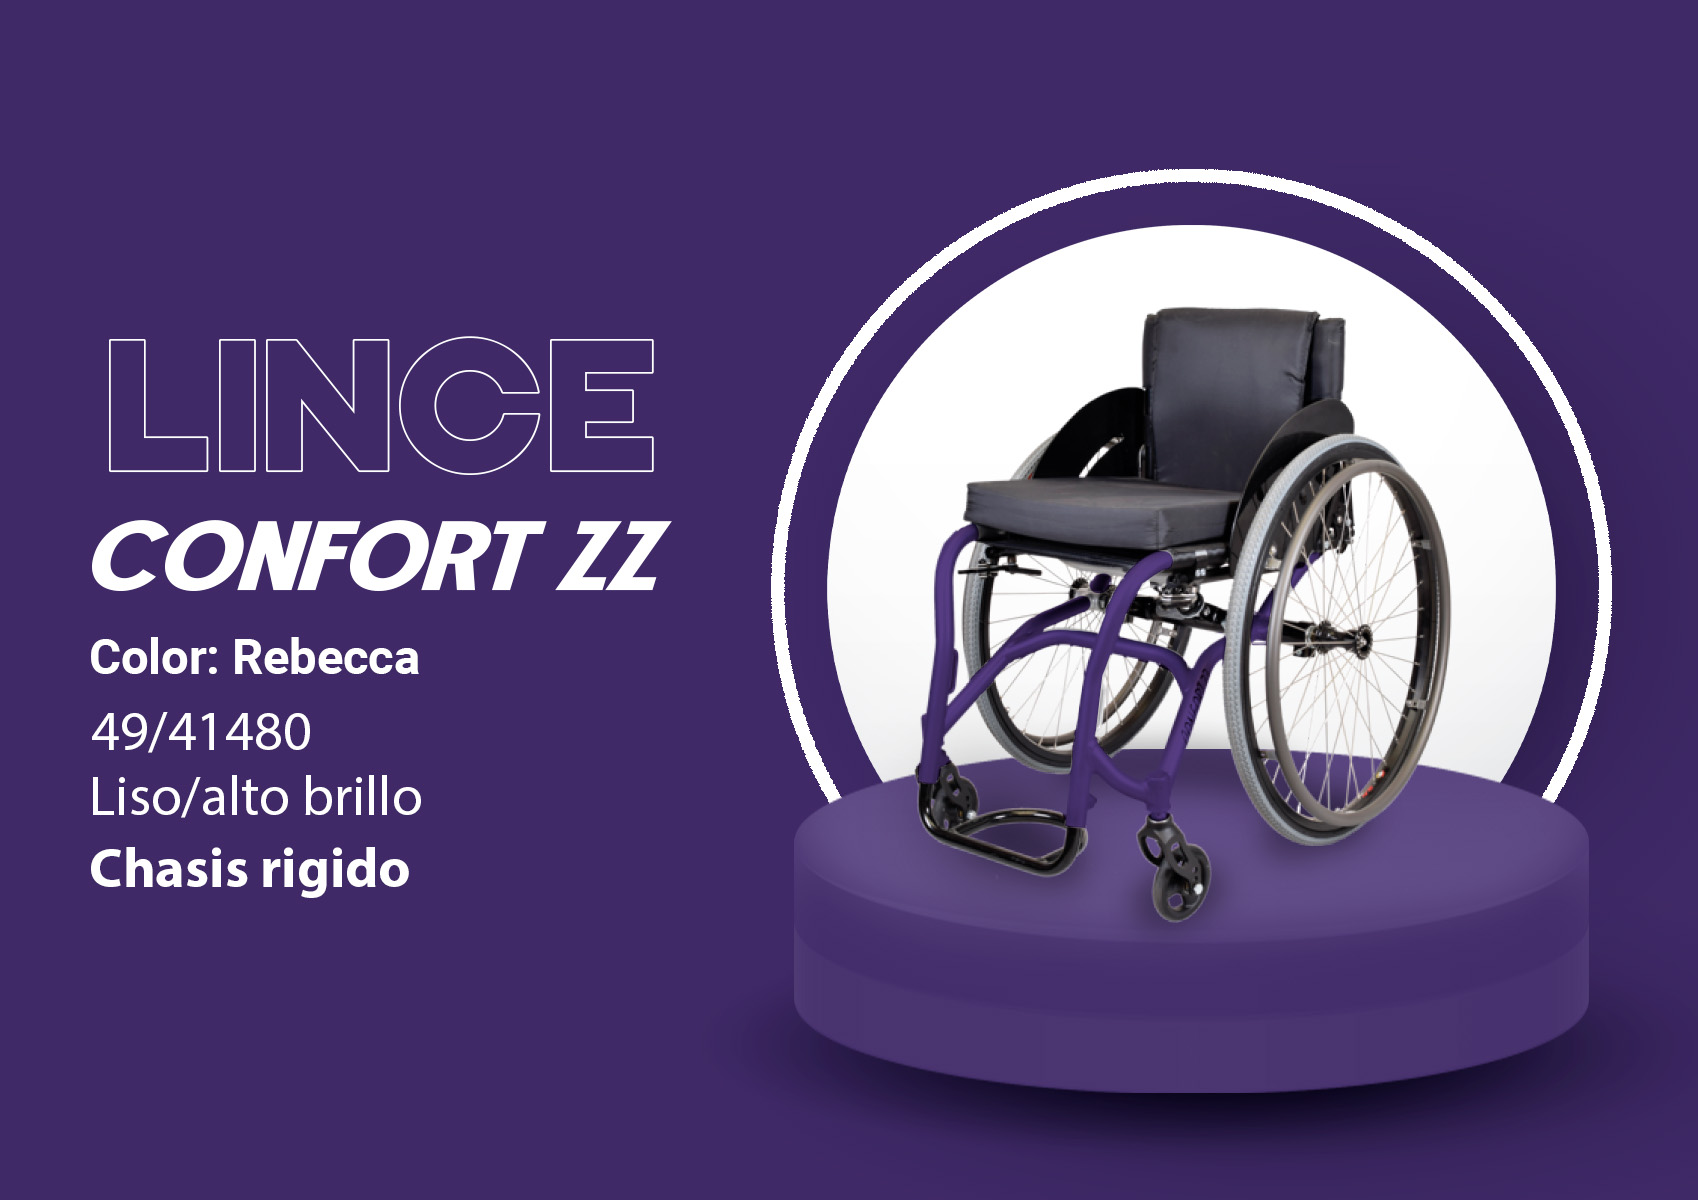 LINCE
CONFORT ZZ
Color: Rebecca
49/41480
Liso/alto brillo
Chasis rigido